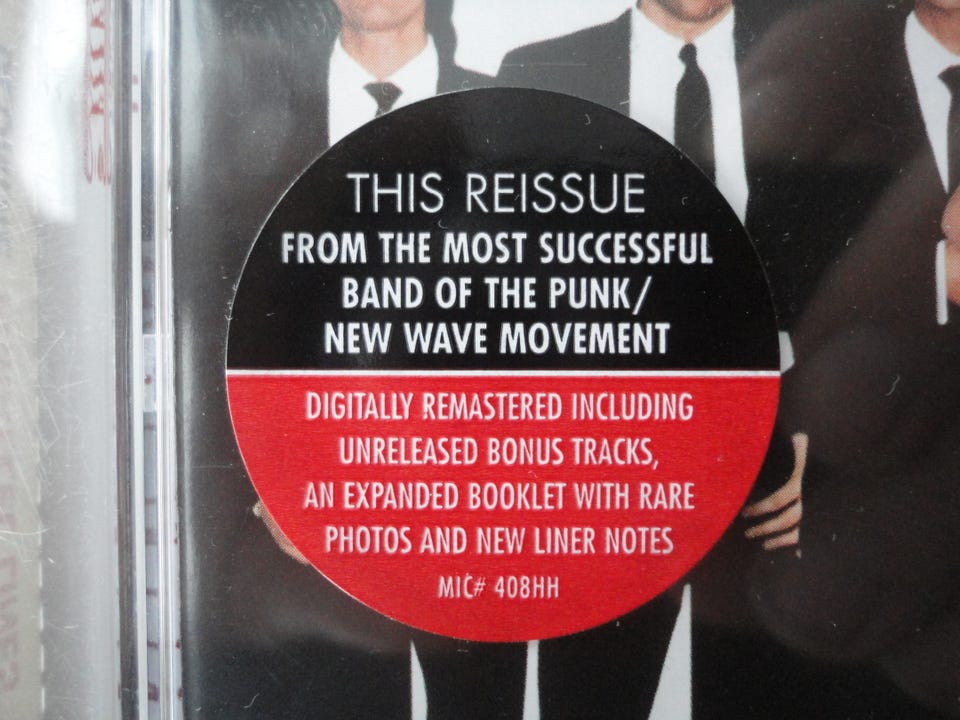 THIS REISSUE
FROM THE MOST SUCCESSFUL
BAND OF THE PUNK/
NEW WAVE MOVEMENT
DIGITALLY REMASTERED INCLUDING
UNRELEASED BONUS TRACKS,
AN EXPANDED BOOKLET WITH RARE
PHOTOS AND NEW LINER NOTES
MIC# 408HH